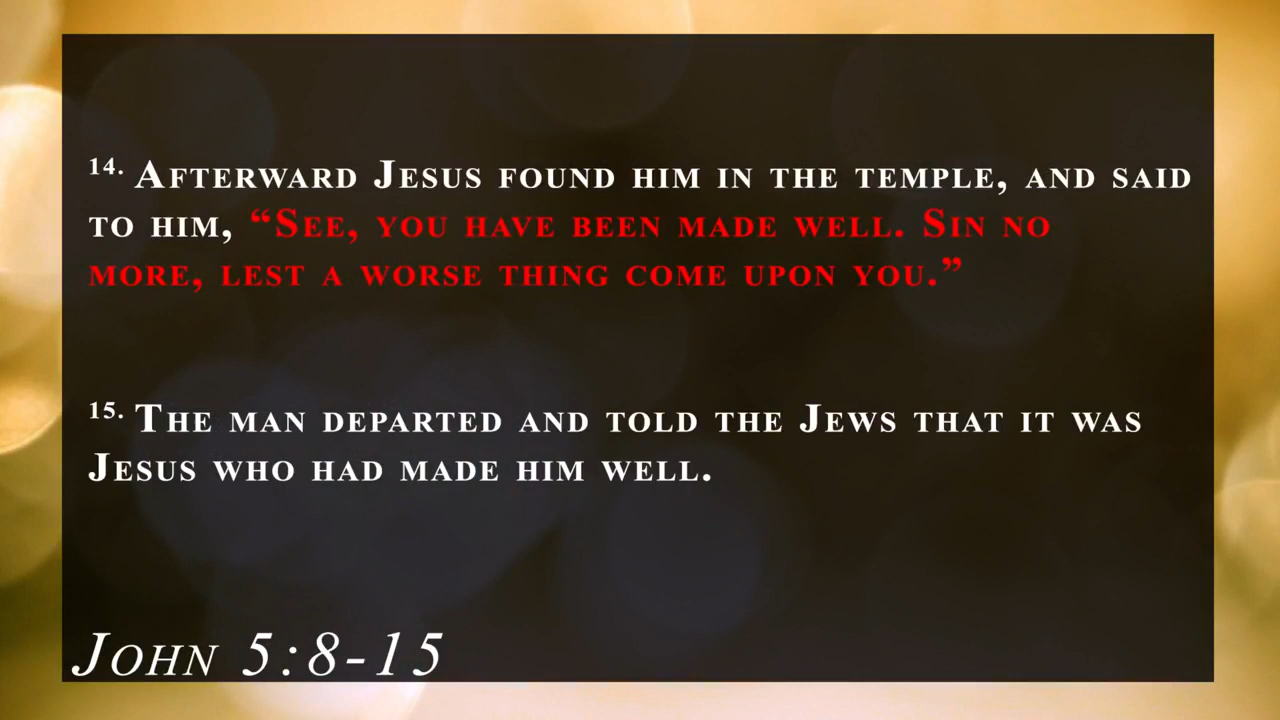 14. Afterward Jesus found him in the temple, and said
to him, “See, you have been made well. Sin no
more, lest a worse thing come upon you.”
15. The man departed and told the Jews that it was
Jesus who had made him well.
John 5:8-15